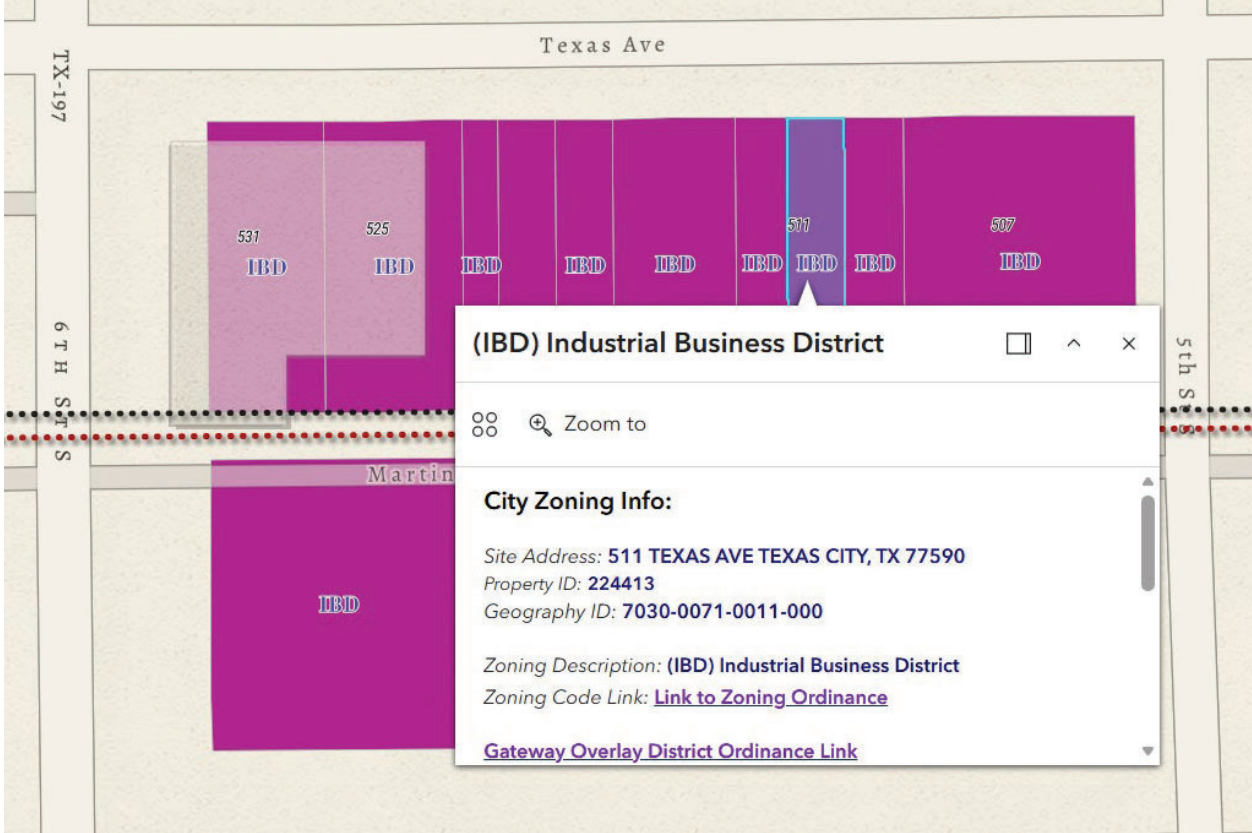 Texas Ave
TX-197
531
525
511
507
IBD
IBD
IBD
IBD
IBD
IBD
IBD
IBD
IBD
6TH ST S
5th St S
(IBD) Industrial Business District
Zoom to
Martin
IBD
City Zoning Info:
Site Address: 511 TEXAS AVE TEXAS CITY, TX 77590
Property ID: 224413
Geography ID: 7030-0071-0011-000
Zoning Description: (IBD) Industrial Business District
Zoning Code Link: Link to Zoning Ordinance
Gateway Overlay District Ordinance Link